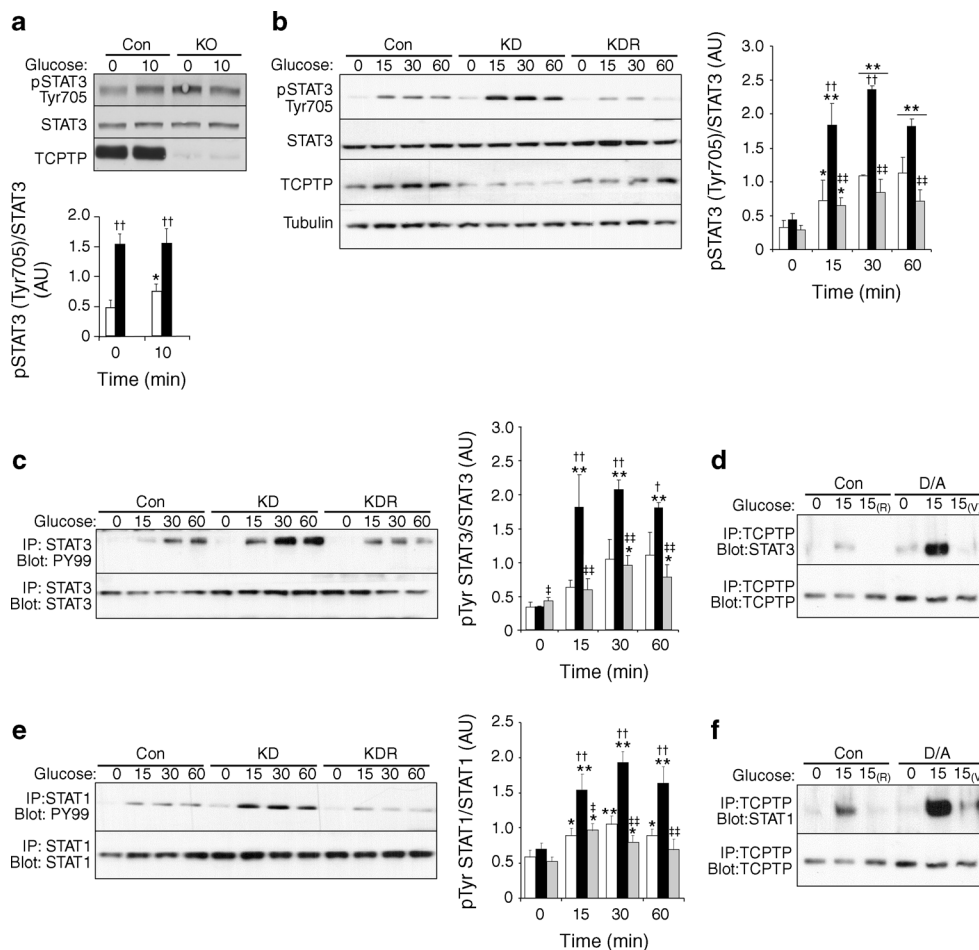 a
Con KO
Glucose: 0 10 0 10
pSTAT3
Tyr705
STAT3
TCPTP
pSTAT3 (Tyr705)/STAT3
(AU)
2.0
1.5
1.0
0.5
0
†† ††
*
0 10
Time (min)
b
Con KD KDR
Glucose: 0 15 30 60 0 15 30 60 0 15 30 60
pSTAT3
Tyr705
STAT3
TCPTP
Tubulin
pSTAT3 (Tyr705)/STAT3
(AU)
3.0
2.5
2.0
1.5
1.0
0.5
0
**
†† ††
** **
* ‡‡ ‡‡ ‡‡
*
0 15 30 60
Time (min)
c
Con KD KDR
Glucose: 0 15 30 60 0 15 30 60 0 15 30 60
IP: STAT3
Blot: PY99
IP: STAT3
Blot: STAT3
pTyr STAT3/STAT3 (AU)
3.0
2.5
2.0
1.5
1.0
0.5
0
†† †† †
** ** **
‡ ‡‡ ‡‡ ‡‡
* *
0 15 30 60
Time (min)
d
Con D/A
0 15 15(R) 0 15 15(V
IP:TCPTP
Blot:STAT3
IP:TCPTP
Blot:TCPTP
e
Con KD KDR
Glucose: 0 15 30 60 0 15 30 60 0 15 30 60
IP:STAT1
Blot: PY99
IP: STAT1
Blot: STAT1
pTyr STAT1/STAT1 (AU)
2.5
2.0
1.5
1.0
0.5
0
†† †† ††
** ** **
* ‡ ** ‡‡ * ‡‡
* *
0 15 30 60
Time (min)
f
Con D/A
Glucose: 0 15 15(R) 0 15 15(V
IP:TCPTP
Blot:STAT1
IP:TCPTP
Blot:TCPTP